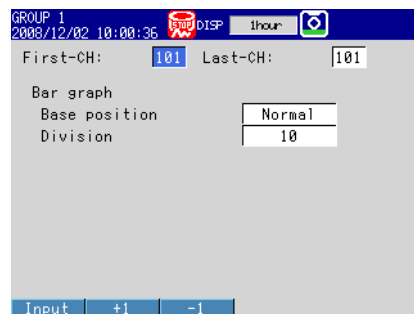 GROUP 1
2008/12/02 10:00:36 STOP DISP 1hour
First-CH: 101 Last-CH: 101
Bar graph
Base position Normal
Division 10
Input +1 -1